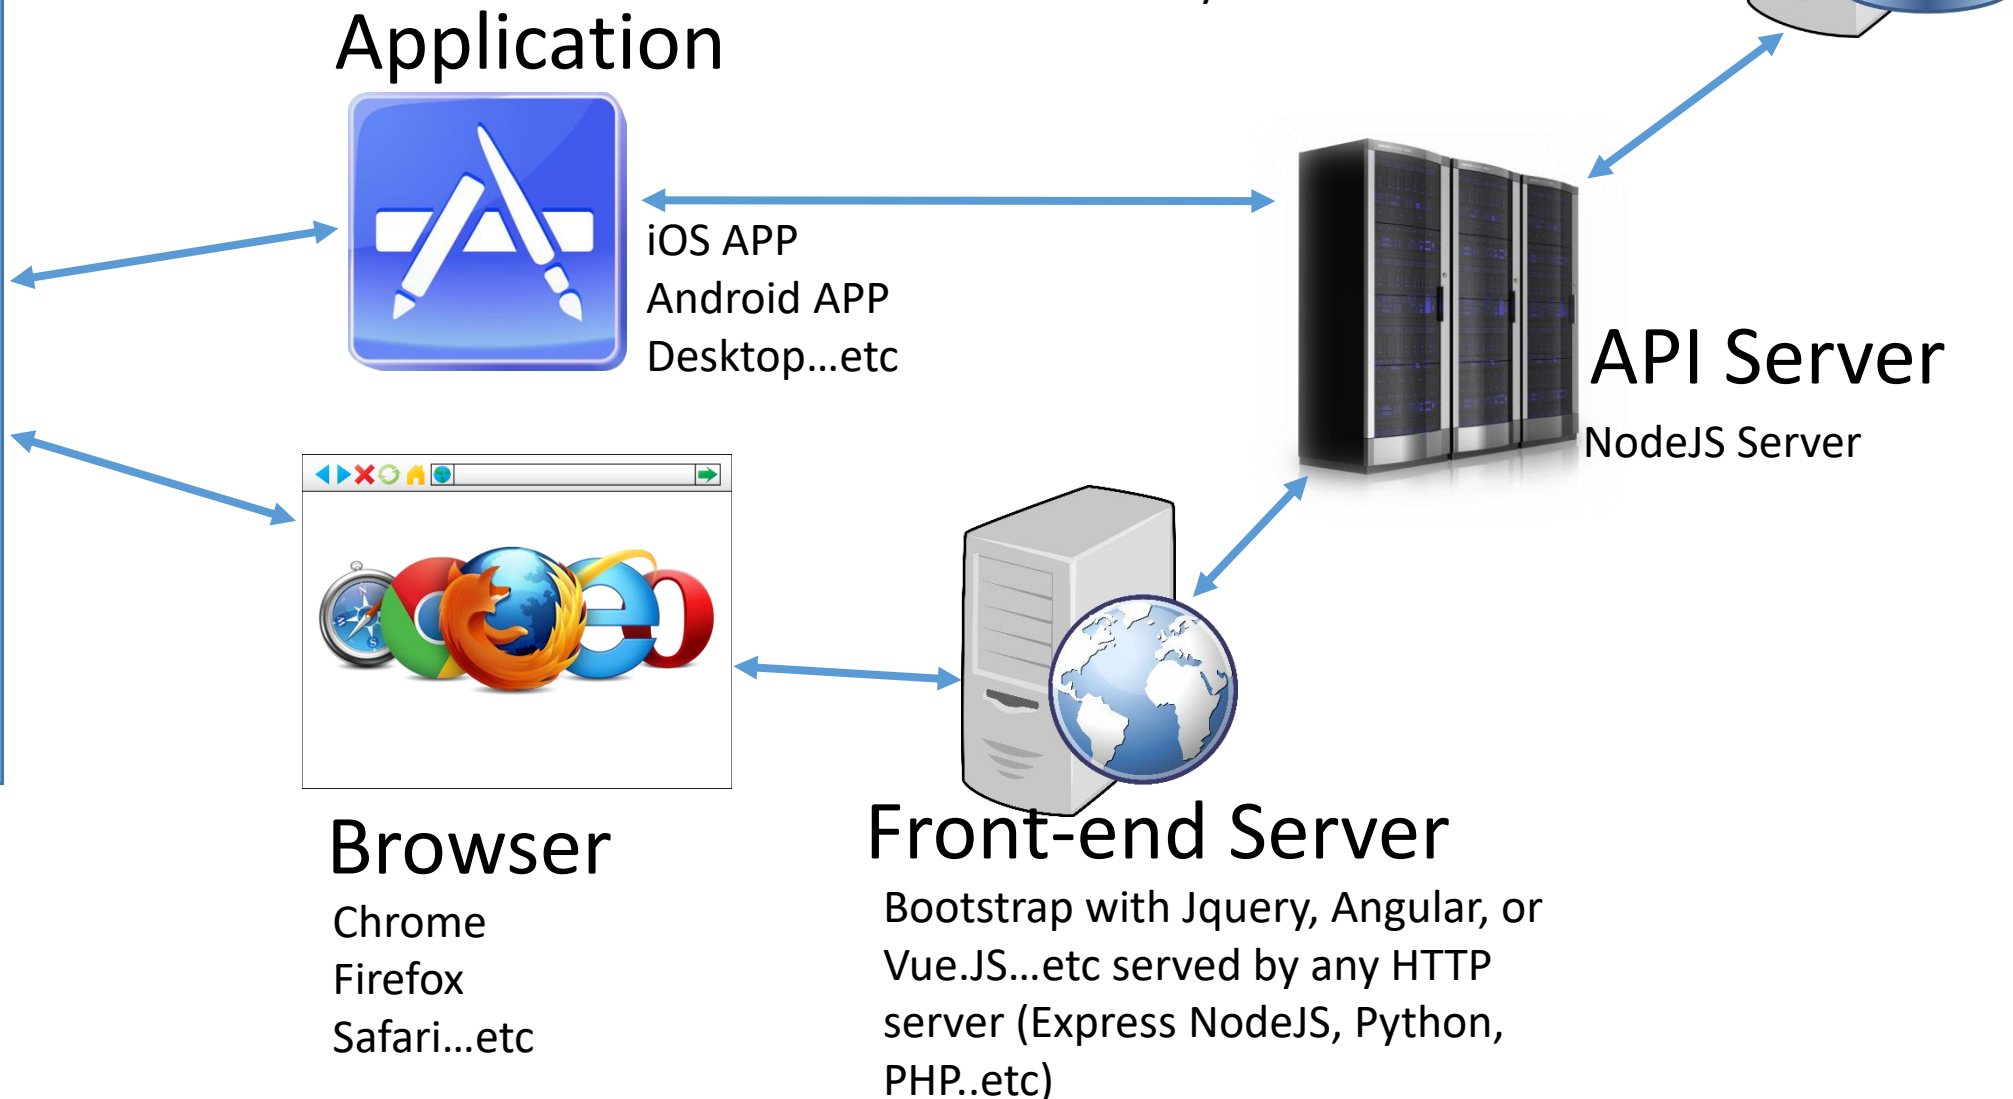 Application
iOS APP
Android APP
Desktop...etc
API Server
NodeJS Server
Browser
Chrome
Firefox
Safari...etc
Front-end Server
Bootstrap with Jquery, Angular, or
Vue.JS...etc served by any HTTP
server (Express NodeJS, Python,
PHP..etc)